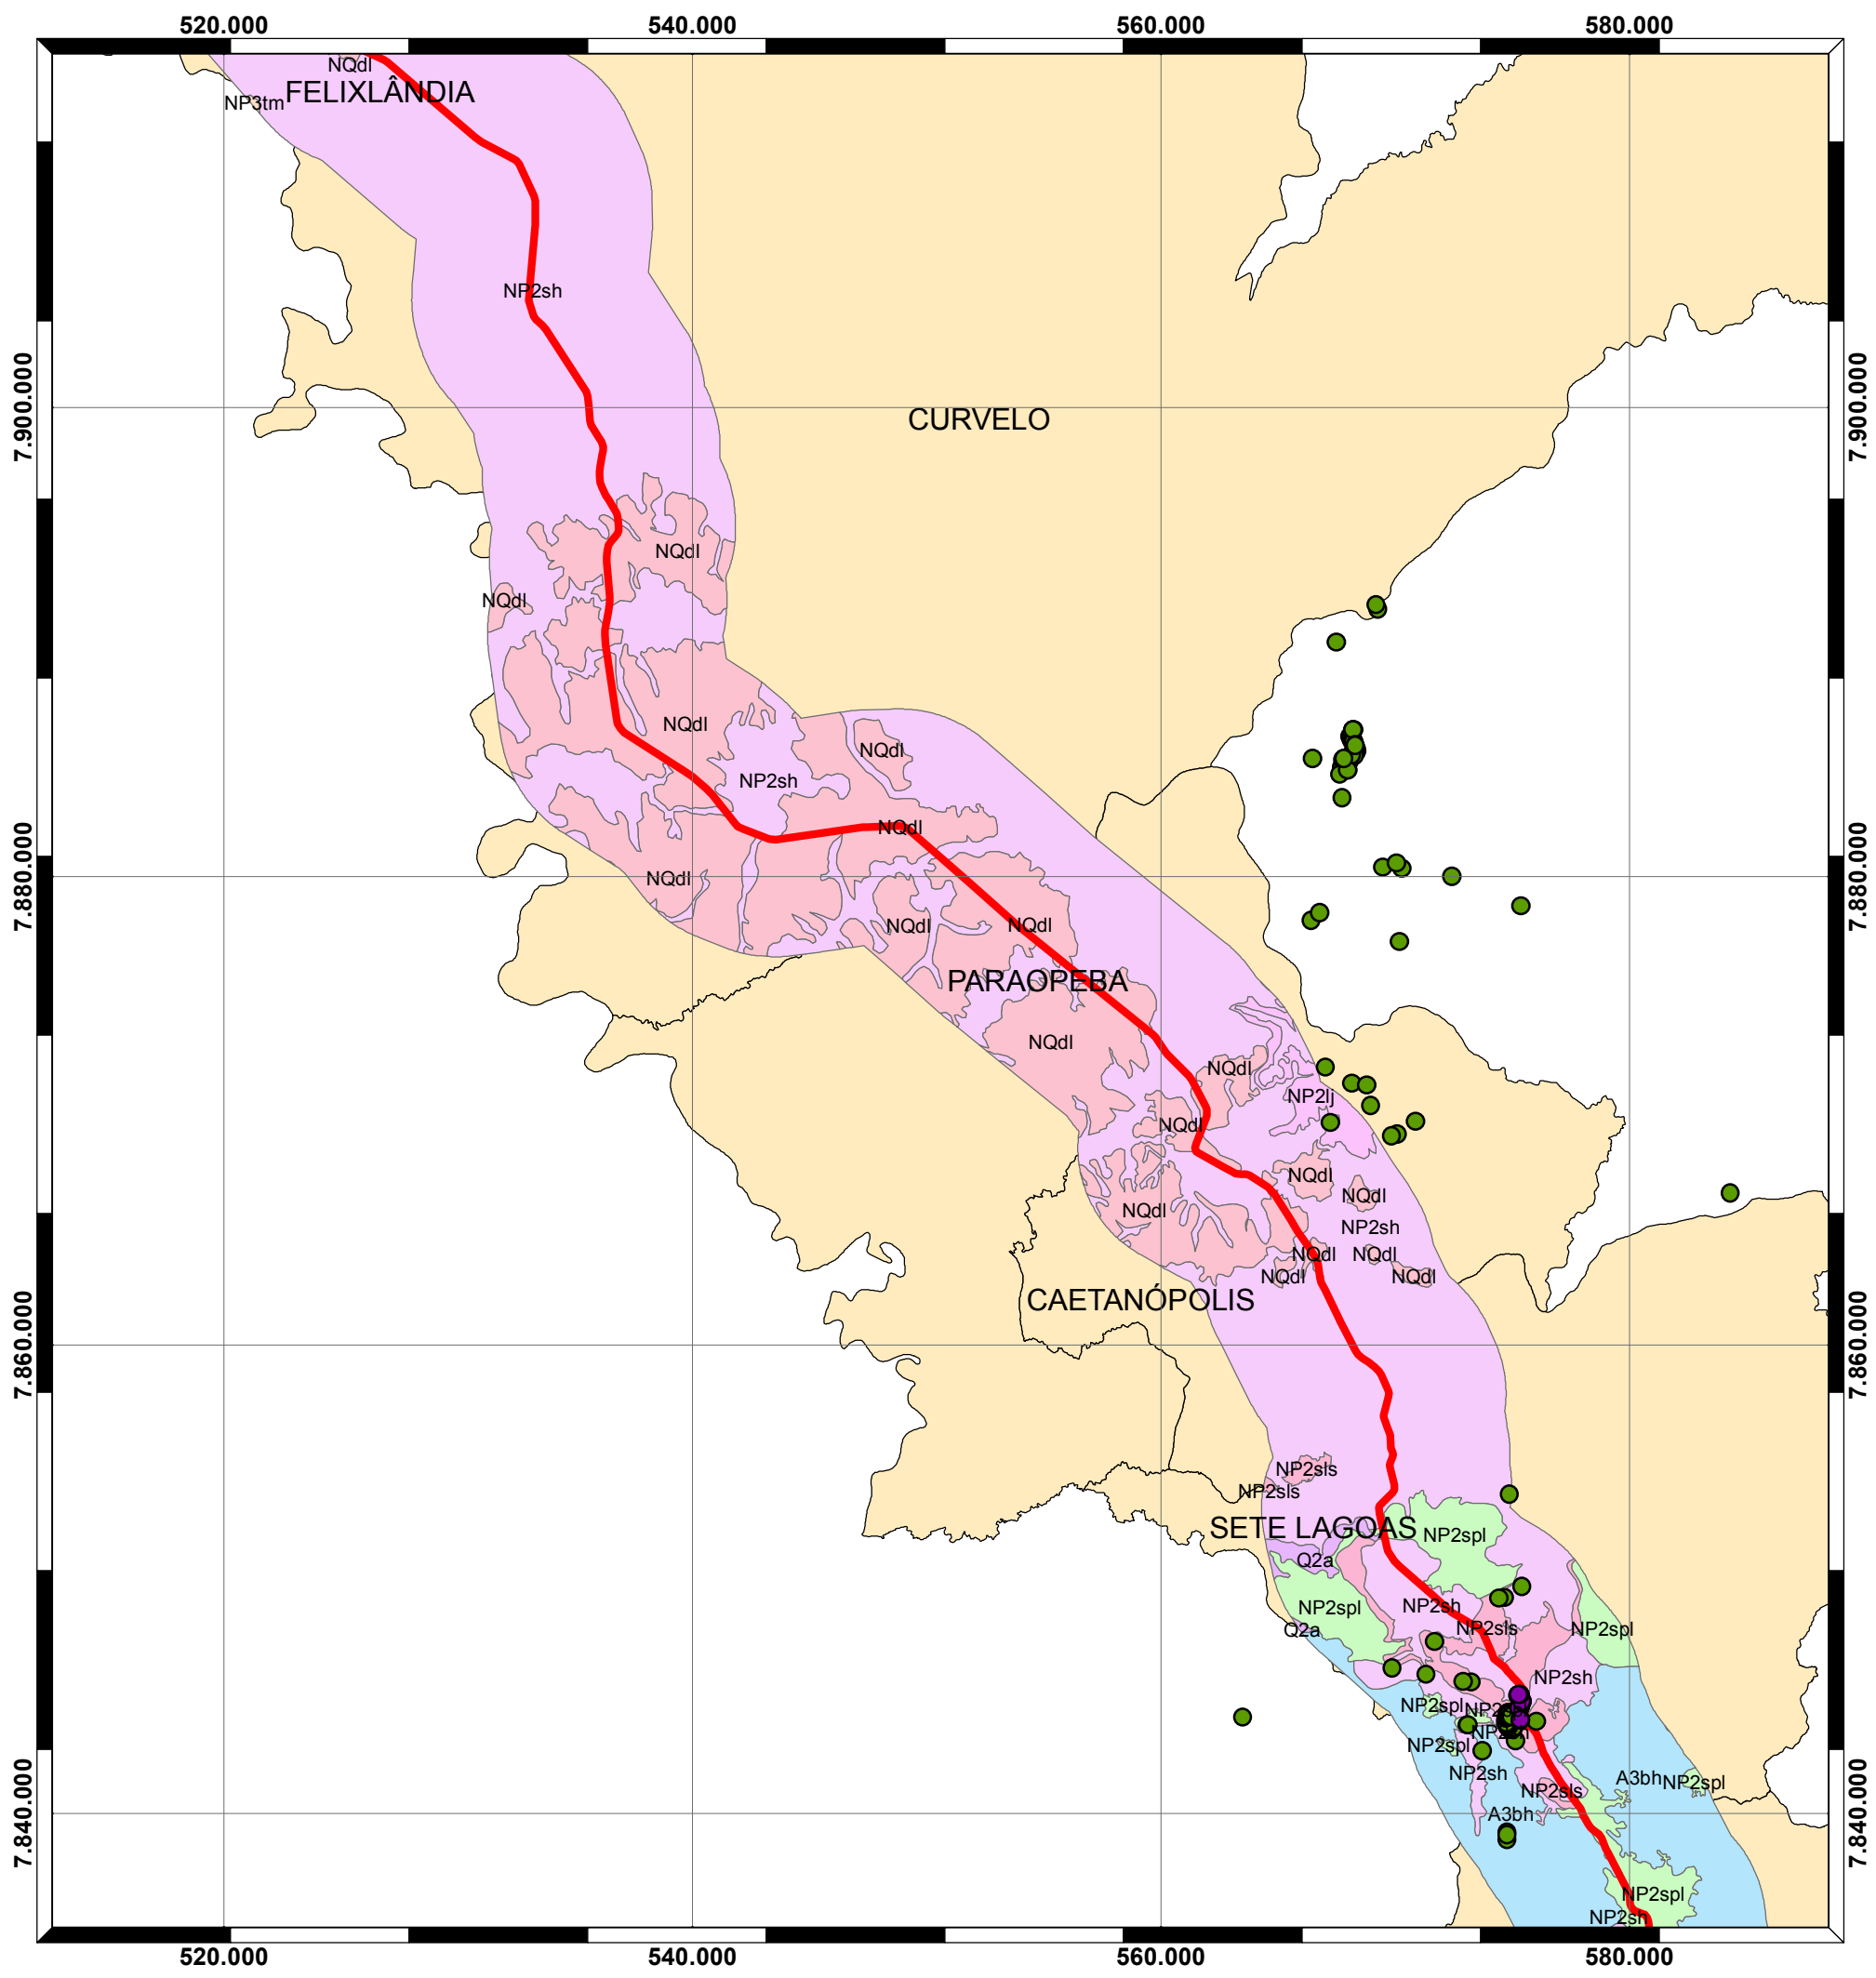 520.000 540.000 560.000 580.000
NQdl
FELIXLÂNDIA
NP3tm
NP2sh
7.900.000
7.900.000
CURVELO
NQdl
NQdl
NQdl
NQdl
NP2sh
NQdl
7.880.000
7.880.000
NQdl
NQdl
NQdl
PARAOPEBA
NQdl
NQdl
NP2lj
NQdl
NQdl
NQdl
NQdl
NP2sh
NQdl
NQdl
NQdl
NQdl
CAETANÓPOLIS
7.860.000
7.860.000
NP2sls
NP2sls
SETE LAGOAS
NP2spl
Q2a
NP2spl
NP2sh
Q2a
NP2sls
NP2spl
NP2sh
NP2spl
NP2spl
NP2sh
NP2spl
NP2sh
A3bh
NP2spl
NP2sls
A3bh
7.840.000
7.840.000
NP2spl
NP2sh
520.000 540.000 560.000 580.000